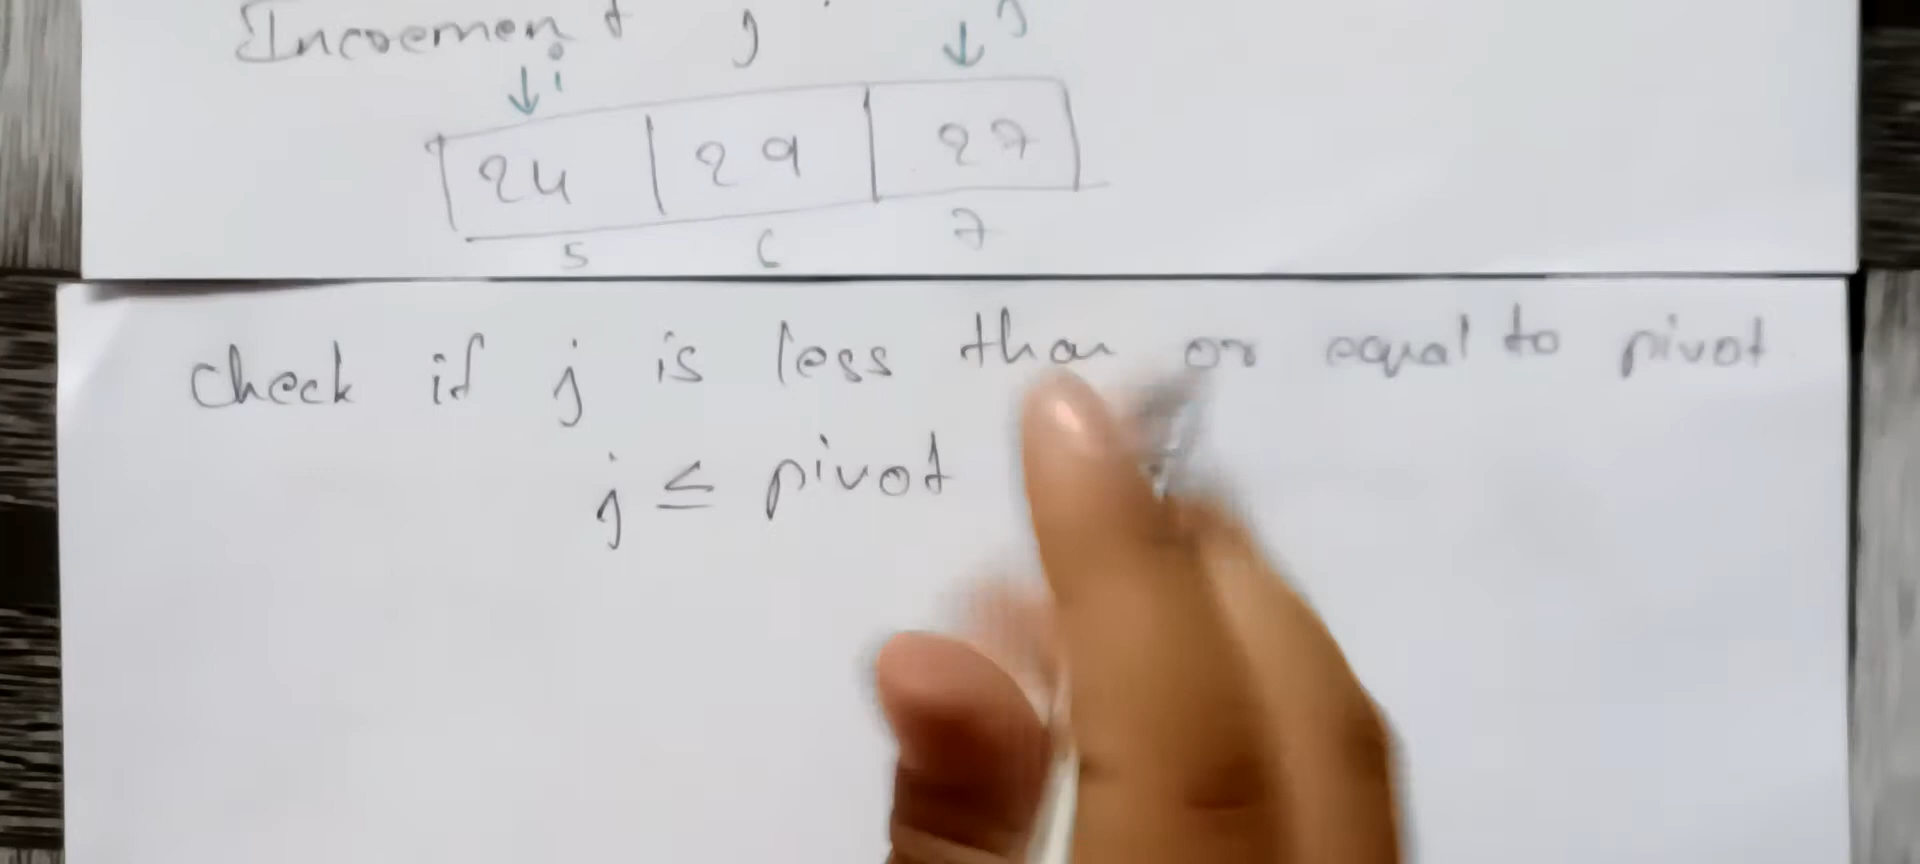 Increment j
i j
24 29 27
5 6 7
Check if j is less than or equal to pivot
j ≤ pivot